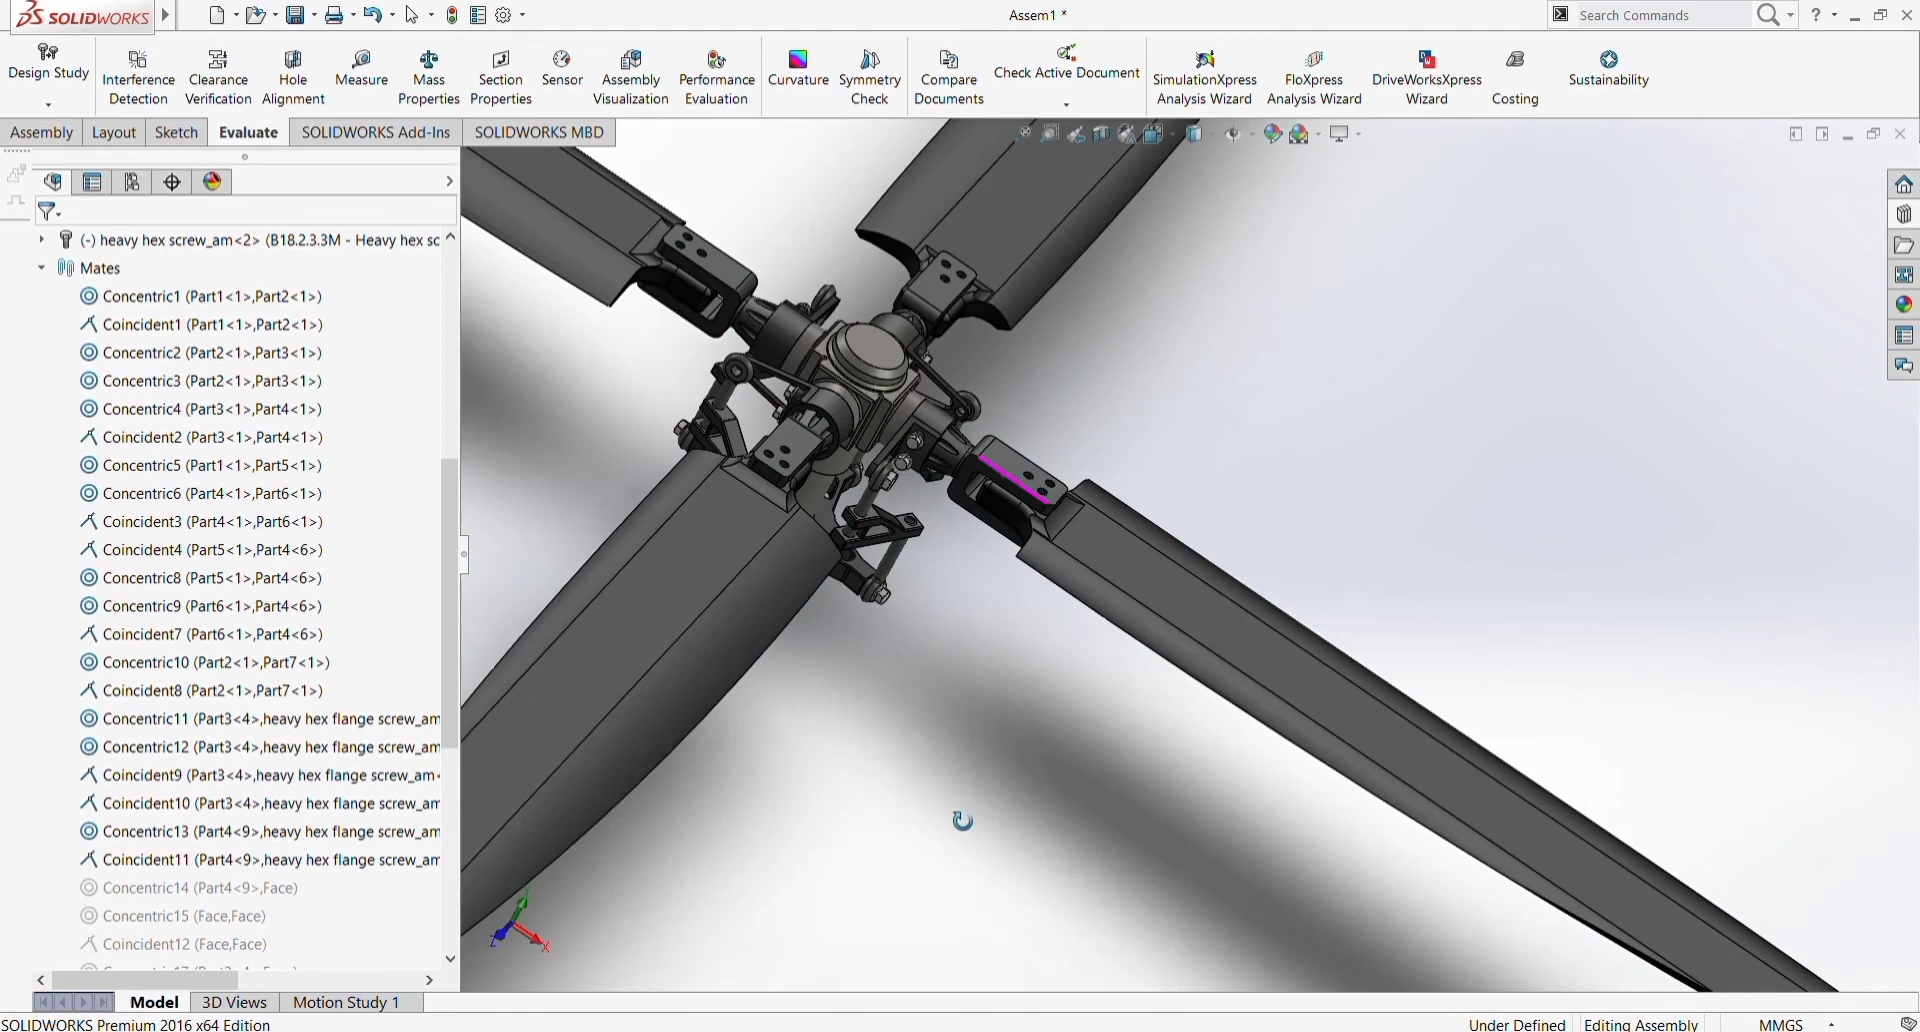 SOLIDWORKS
Assem1 *
Search Commands
?
Design Study
Interference Detection
Clearance Verification
Hole Alignment
Measure
Mass Properties
Section Properties
Sensor
Assembly Visualization
Performance Evaluation
Curvature
Symmetry Check
Compare Documents
Check Active Document
SimulationXpress Analysis Wizard
FloXpress Analysis Wizard
DriveWorksXpress Wizard
Costing
Sustainability
Assembly
Layout
Sketch
Evaluate
SOLIDWORKS Add-Ins
SOLIDWORKS MBD
(-) heavy hex screw_am<2> (B18.2.3.3M - Heavy hex sc
Mates
Concentric1 (Part1<1>,Part2<1>)
Coincident1 (Part1<1>,Part2<1>)
Concentric2 (Part2<1>,Part3<1>)
Concentric3 (Part2<1>,Part3<1>)
Concentric4 (Part3<1>,Part4<1>)
Coincident2 (Part3<1>,Part4<1>)
Concentric5 (Part1<1>,Part5<1>)
Concentric6 (Part4<1>,Part6<1>)
Coincident3 (Part4<1>,Part6<1>)
Coincident4 (Part5<1>,Part4<6>)
Concentric8 (Part5<1>,Part4<6>)
Concentric9 (Part6<1>,Part4<6>)
Coincident7 (Part6<1>,Part4<6>)
Concentric10 (Part2<1>,Part7<1>)
Coincident8 (Part2<1>,Part7<1>)
Concentric11 (Part3<4>,heavy hex flange screw_am
Concentric12 (Part3<4>,heavy hex flange screw_am
Coincident9 (Part3<4>,heavy hex flange screw_am<
Coincident10 (Part3<4>,heavy hex flange screw_am
Concentric13 (Part4<9>,heavy hex flange screw_am
Coincident11 (Part4<9>,heavy hex flange screw_am
Concentric14 (Part4<9>,Face)
Concentric15 (Face,Face)
Coincident12 (Face,Face)
Z
X
Model
3D Views
Motion Study 1
SOLIDWORKS Premium 2016 x64 Edition
Under Defined
Editing Assembly
MMGS